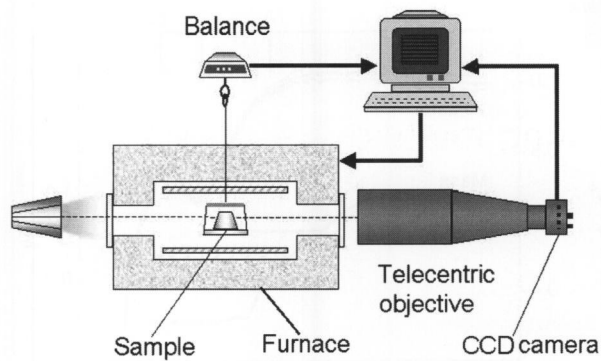 Balance
Telecentric
objective
Sample
Furnace
CCD camera